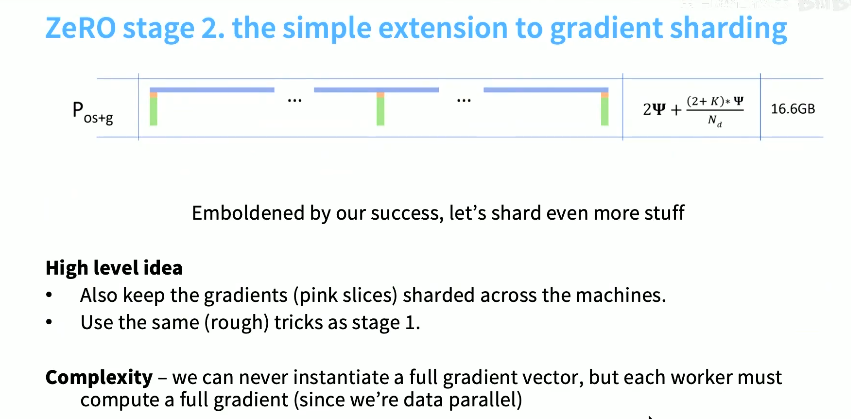 ZeRO stage 2. the simple extension to gradient sharding
P os+g ... ... 2Ψ + (2+ K)* Ψ / N d 16.6GB
Emboldened by our success, let's shard even more stuff
High level idea
• Also keep the gradients (pink slices) sharded across the machines.
• Use the same (rough) tricks as stage 1.
Complexity – we can never instantiate a full gradient vector, but each worker must
compute a full gradient (since we're data parallel)